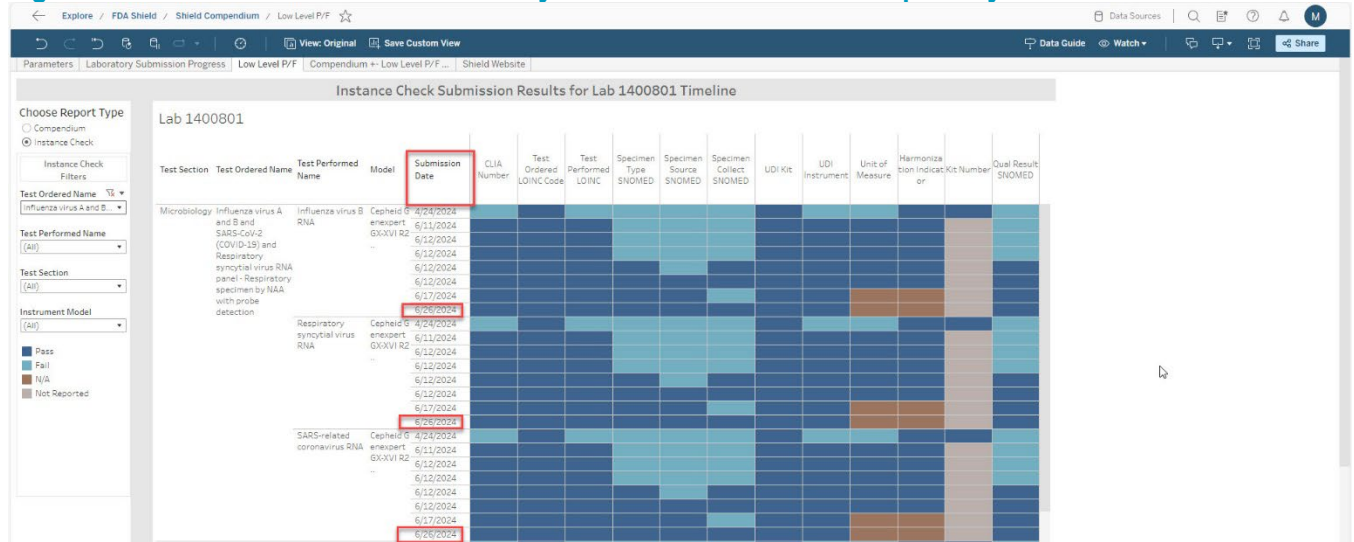 Explore / FDA Shield / Shield Compendium / Low Level P/F
Data Sources
M
View: Original
Save Custom View
Data Guide
Watch
Share
Parameters
Laboratory Submission Progress
Low Level P/F
Compendium +- Low Level P/F ...
Shield Website
Instance Check Submission Results for Lab 1400801 Timeline
Choose Report Type
Compendium
Instance Check
Instance Check
Filters
Test Ordered Name
Influenza virus A and B...
Test Performed Name
(All)
Test Section
(All)
Instrument Model
(All)
Pass
Fail
N/A
Not Reported
Lab 1400801
Test Section
Test Ordered Name
Test Performed
Name
Model
Submission
Date
CLIA
Number
Test
Ordered
LOINC Code
Test
Performed
LOINC
Specimen
Type
SNOMED
Specimen
Source
SNOMED
Specimen
Collect
SNOMED
UDI Kit
UDI
Instrument
Unit of
Measure
Harmoniza
tion Indicat
or
Kit Number
Qual Result
SNOMED
Microbiology
Influenza virus A
and B and
SARS-CoV-2
(COVID-19) and
Respiratory
syncytial virus RNA
panel - Respiratory
specimen by NAA
with probe
detection
Influenza virus B
RNA
Cepheid G
enexpert
GX-XVI R2
..
4/24/2024
6/11/2024
6/12/2024
6/12/2024
6/12/2024
6/12/2024
6/17/2024
6/26/2024
Respiratory
syncytial virus
RNA
Cepheid G
enexpert
GX-XVI R2
..
4/24/2024
6/11/2024
6/12/2024
6/12/2024
6/12/2024
6/12/2024
6/17/2024
6/26/2024
SARS-related
coronavirus RNA
Cepheid G
enexpert
GX-XVI R2
..
4/24/2024
6/11/2024
6/12/2024
6/12/2024
6/12/2024
6/12/2024
6/17/2024
6/26/2024